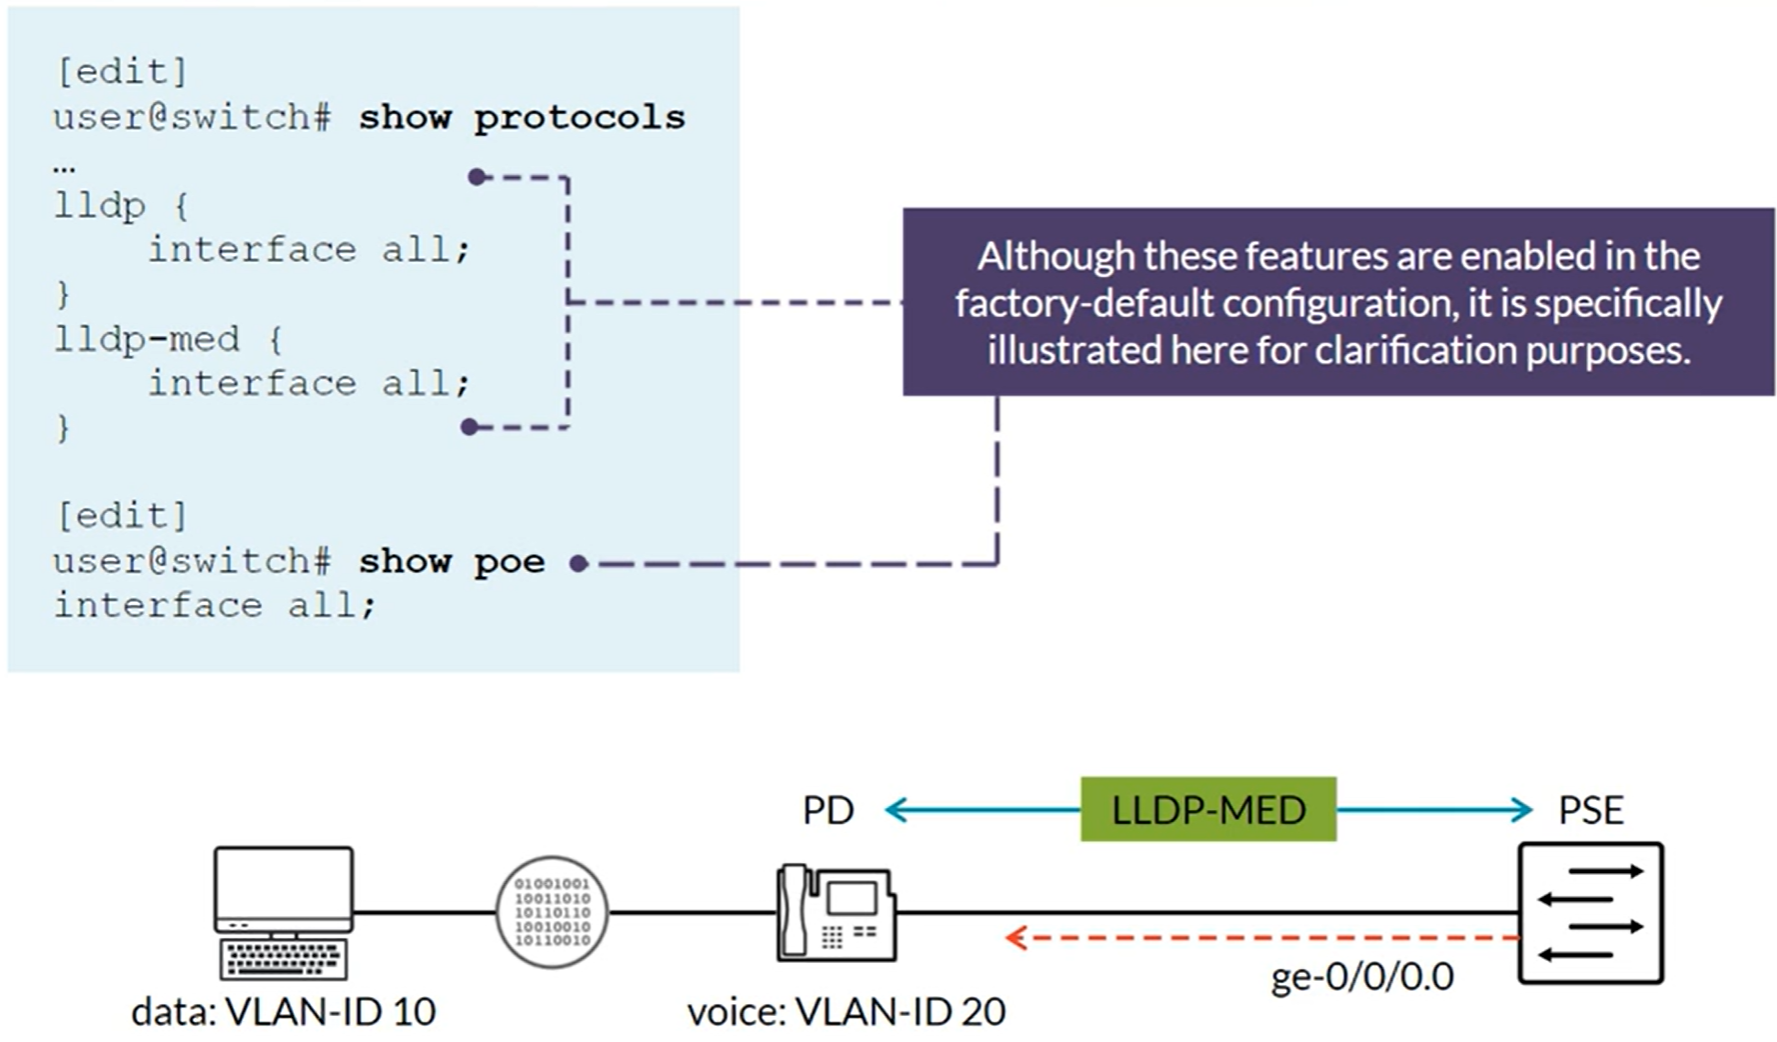 [edit]
user@switch# show protocols
...
lldp {
    interface all;
}
lldp-med {
    interface all;
}
[edit]
user@switch# show poe
interface all;
Although these features are enabled in the
factory-default configuration, it is specifically
illustrated here for clarification purposes.
PD
LLDP-MED
PSE
01001001
10011010
10110110
10010010
10110010
ge-0/0/0.0
data: VLAN-ID 10
voice: VLAN-ID 20